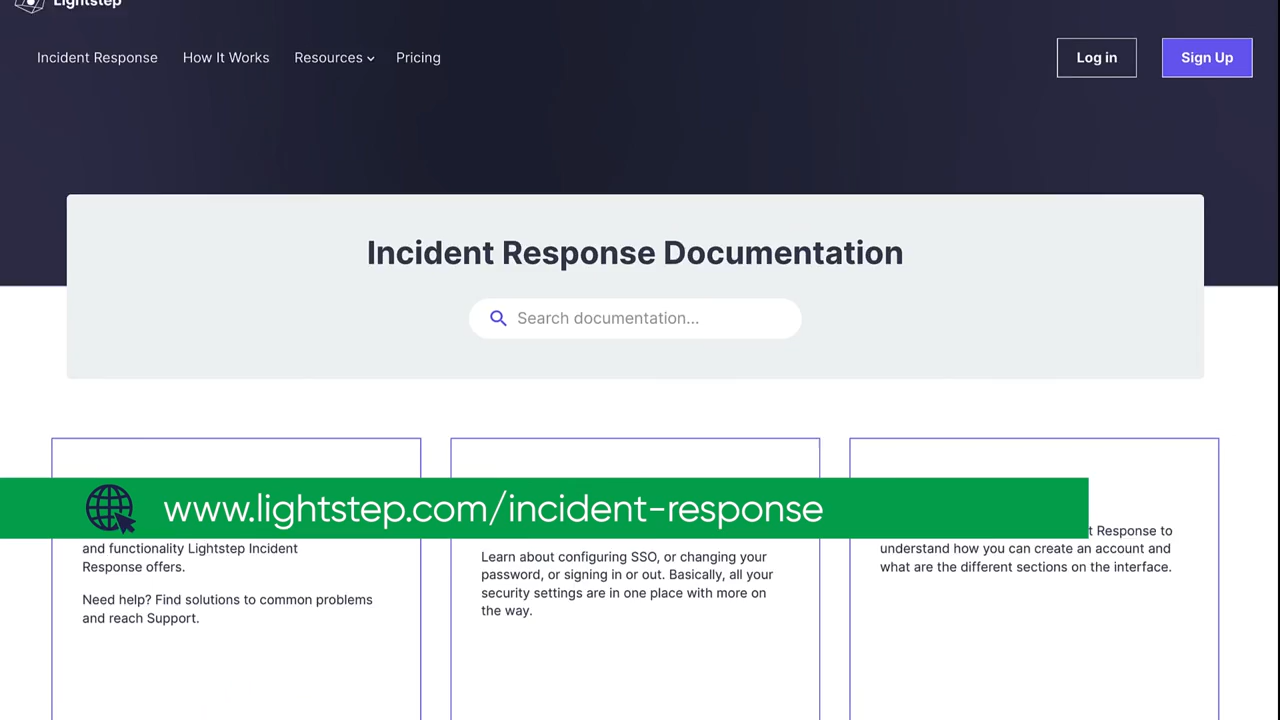 Lightstep
Incident Response
How It Works
Resources
Pricing
Log in
Sign Up
Incident Response Documentation
Search documentation...
www.lightstep.com/incident-response
and functionality Lightstep Incident
Response offers.
Need help? Find solutions to common problems
and reach Support.
Learn about configuring SSO, or changing your
password, or signing in or out. Basically, all your
security settings are in one place with more on
the way.
t Response to
understand how you can create an account and
what are the different sections on the interface.